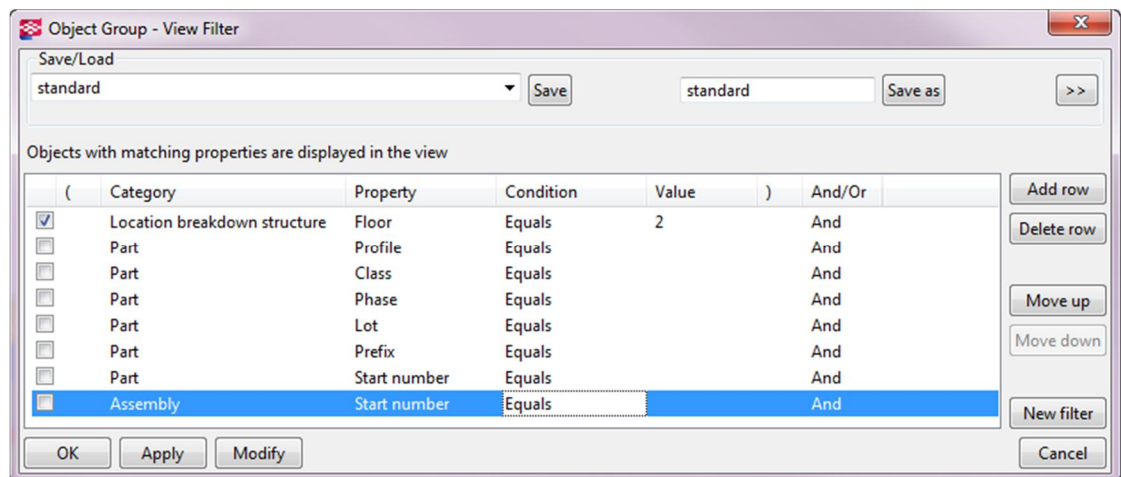 Object Group - View Filter
Save/Load
standard Save standard Save as >>
Objects with matching properties are displayed in the view
( Category Property Condition Value ) And/Or Add row
Location breakdown structure Floor Equals 2 And
Delete row
Part Profile Equals And
Part Class Equals And
Part Phase Equals And
Move up
Part Lot Equals And
Part Prefix Equals And
Move down
Part Start number Equals And
Assembly Start number Equals And
New filter
OK Apply Modify Cancel